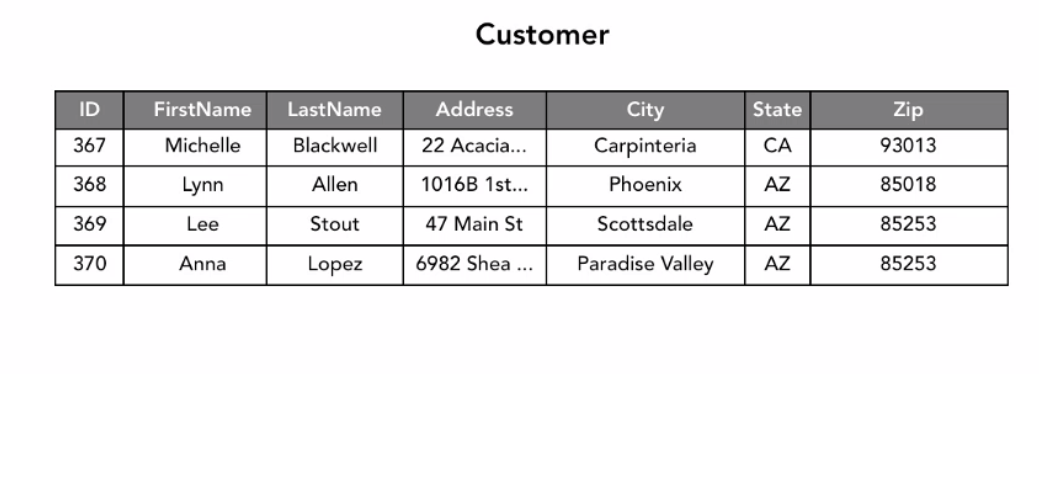 Customer
ID FirstName LastName Address City State Zip
367 Michelle Blackwell 22 Acacia... Carpinteria CA 93013
368 Lynn Allen 1016B 1st... Phoenix AZ 85018
369 Lee Stout 47 Main St Scottsdale AZ 85253
370 Anna Lopez 6982 Shea ... Paradise Valley AZ 85253